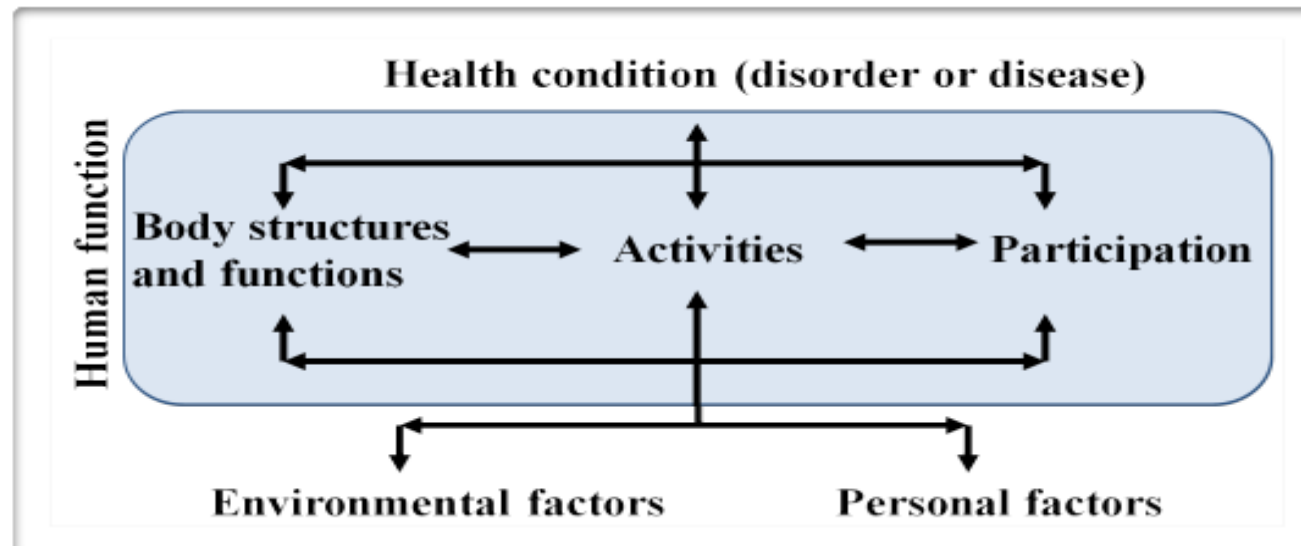 Health condition (disorder or disease)
Human function
Body structures
and functions
Activities
Participation
Environmental factors
Personal factors